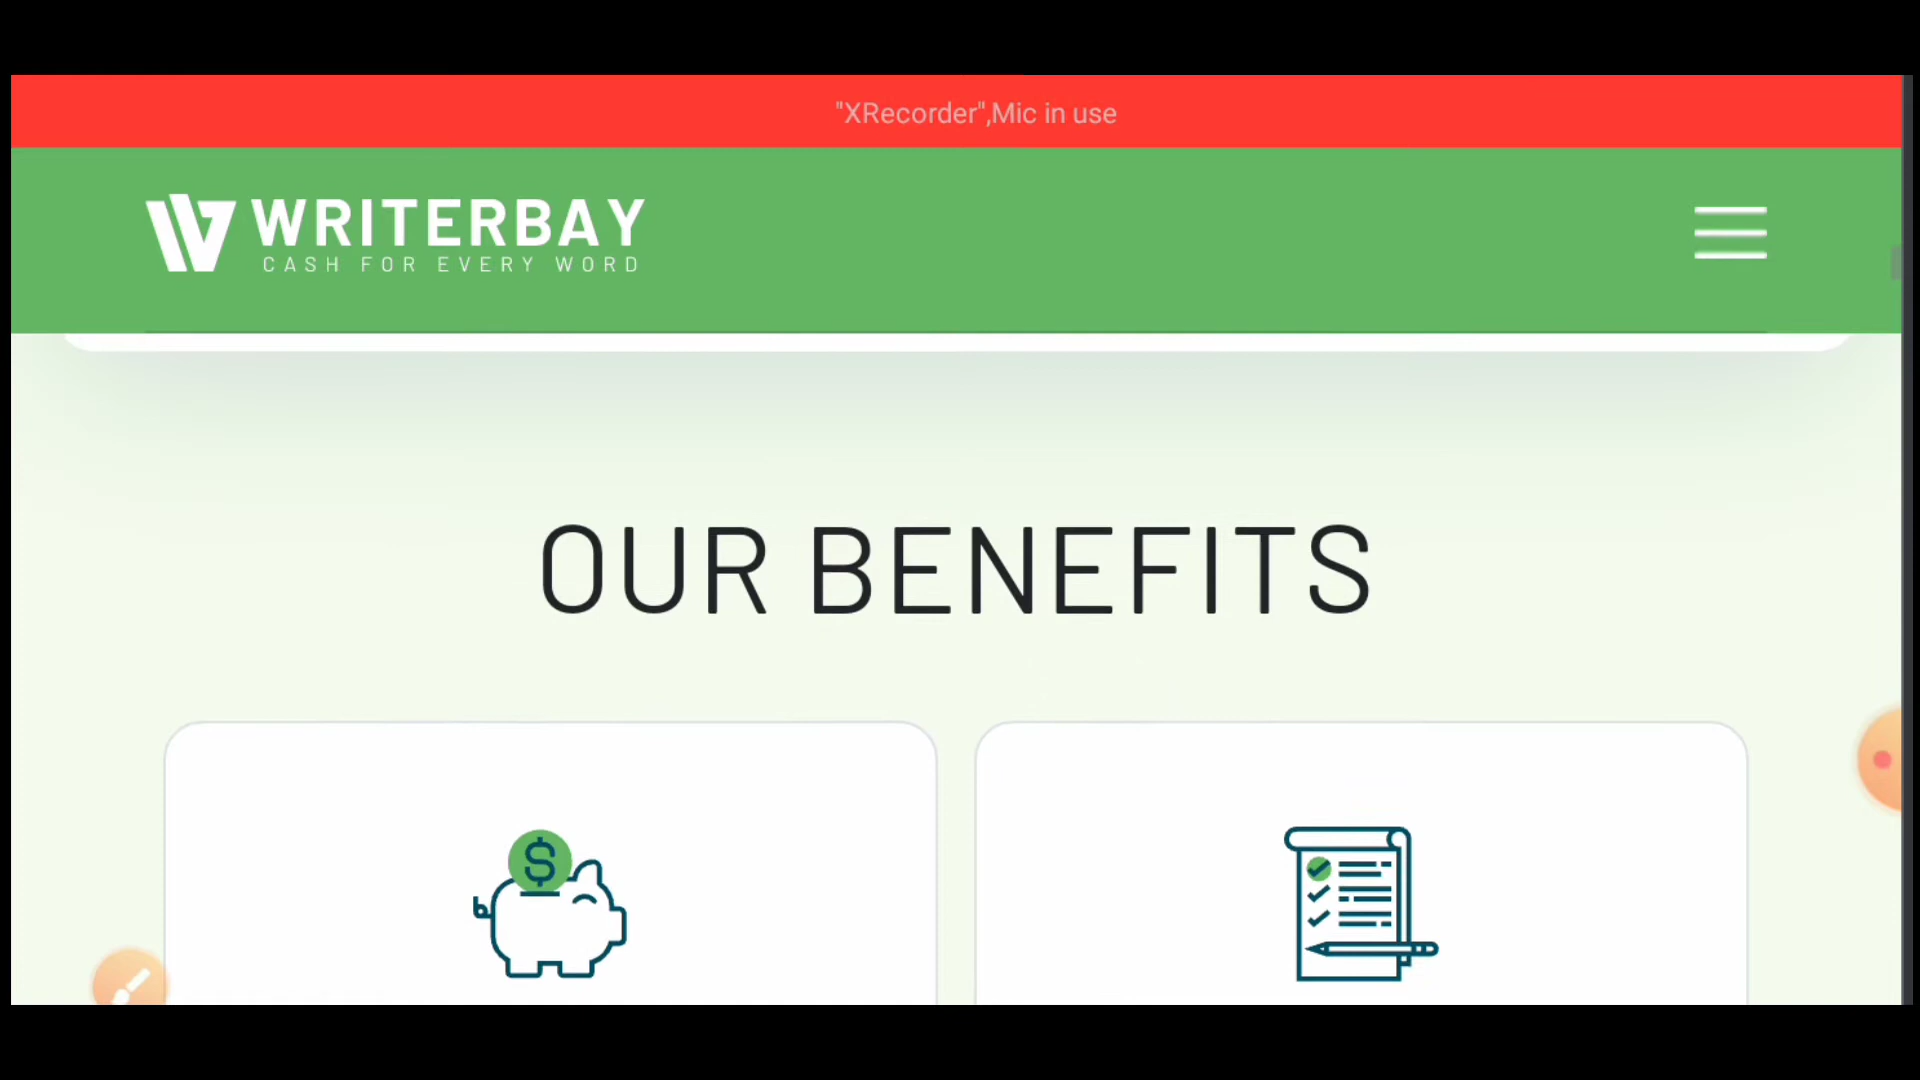 "XRecorder",Mic in use
WRITERBAY
CASH FOR EVERY WORD
OUR BENEFITS
$